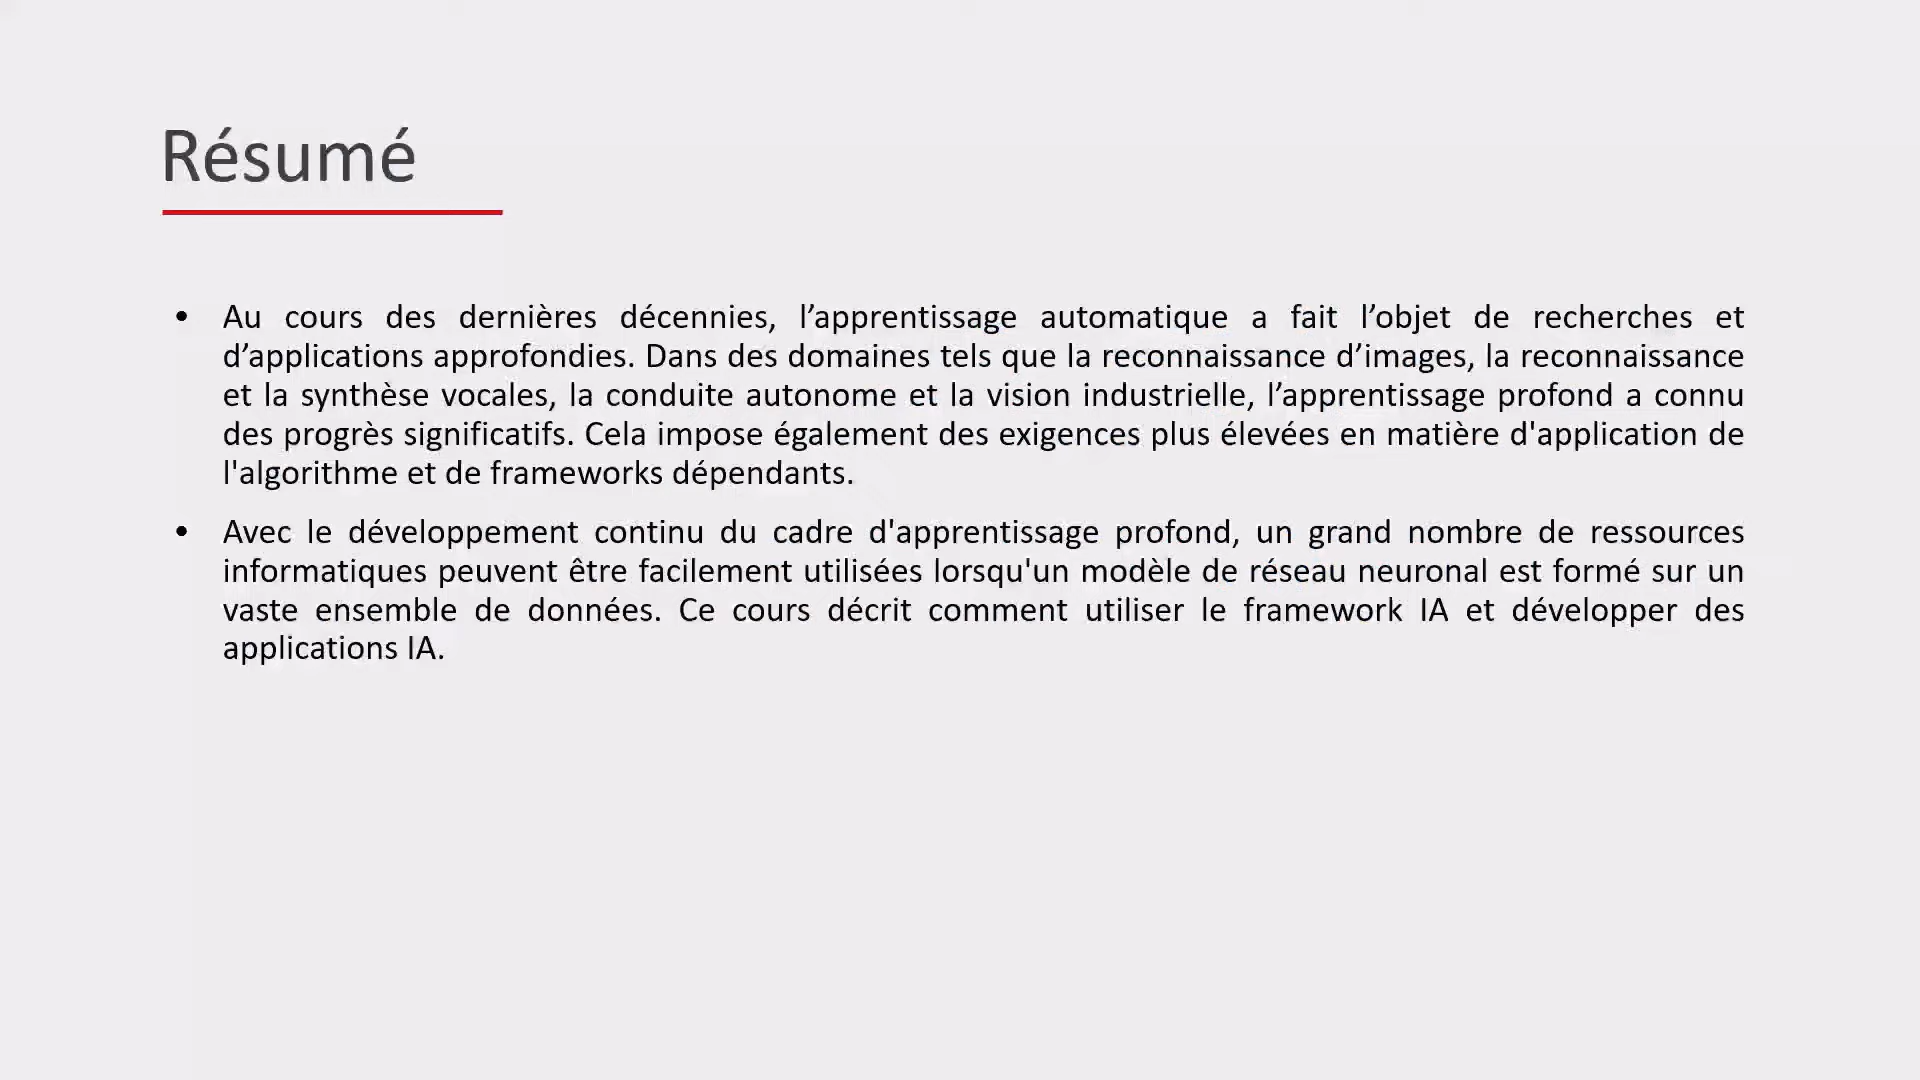 Résumé
• Au cours des dernières décennies, l’apprentissage automatique a fait l’objet de recherches et
d’applications approfondies. Dans des domaines tels que la reconnaissance d’images, la reconnaissance
et la synthèse vocales, la conduite autonome et la vision industrielle, l’apprentissage profond a connu
des progrès significatifs. Cela impose également des exigences plus élevées en matière d'application de
l'algorithme et de frameworks dépendants.
• Avec le développement continu du cadre d'apprentissage profond, un grand nombre de ressources
informatiques peuvent être facilement utilisées lorsqu'un modèle de réseau neuronal est formé sur un
vaste ensemble de données. Ce cours décrit comment utiliser le framework IA et développer des
applications IA.